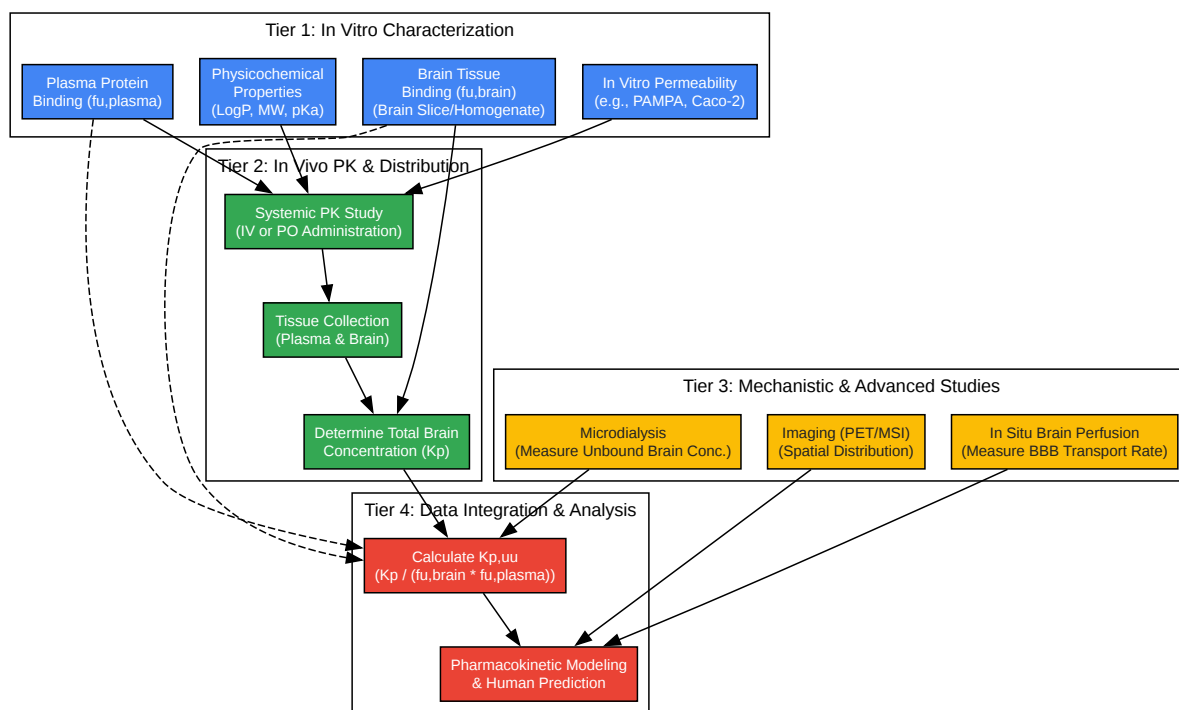 Tier 1: In Vitro Characterization
Plasma Protein
Binding (fu,plasma)
Physicochemical
Properties
(LogP, MW, pKa)
Brain Tissue
Binding (fu,brain)
(Brain Slice/Homogenate)
In Vitro Permeability
(e.g., PAMPA, Caco-2)
Tier 2: In Vivo PK & Distribution
Systemic PK Study
(IV or PO Administration)
Tissue Collection
(Plasma & Brain)
Determine Total Brain
Concentration (Kp)
Tier 3: Mechanistic & Advanced Studies
Microdialysis
(Measure Unbound Brain Conc.)
Imaging (PET/MSI)
(Spatial Distribution)
In Situ Brain Perfusion
(Measure BBB Transport Rate)
Tier 4: Data Integration & Analysis
Calculate Kp,uu
(Kp / (fu,brain * fu,plasma))
Pharmacokinetic Modeling
& Human Prediction